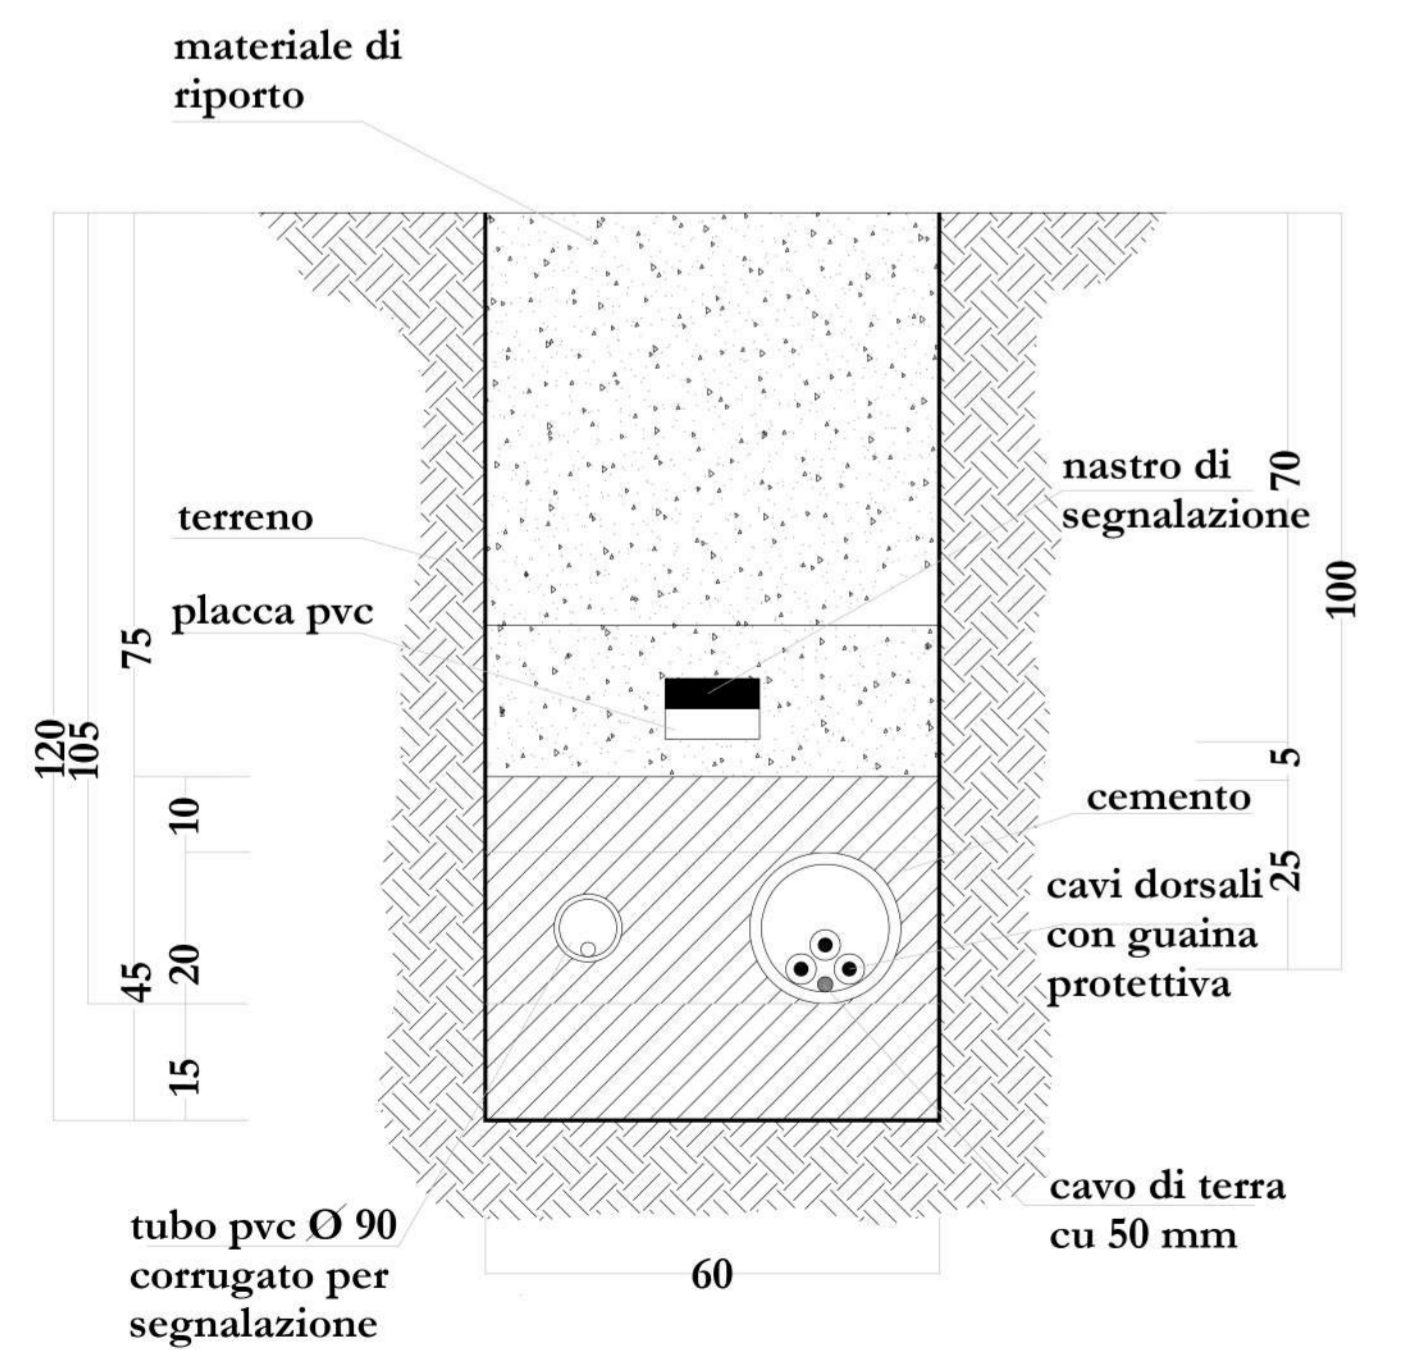 materiale di
riporto
nastro di
segnalazione
70
terreno
100
placca pvc
75
120
105
5
10
cemento
25
cavi dorsali
con guaina
protettiva
45
20
15
cavo di terra
cu 50 mm
tubo pvc Ø 90
corrugato per
segnalazione
60